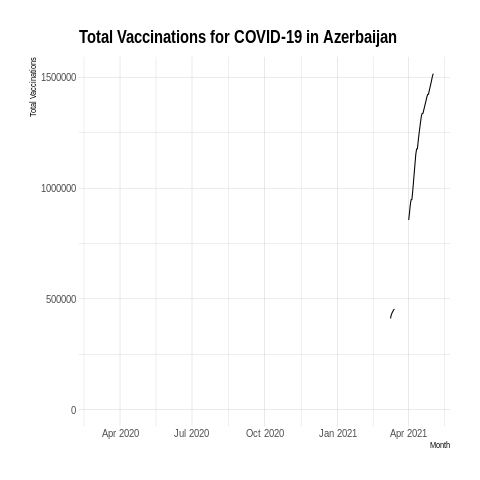 Total Vaccinations for COVID-19 in Azerbaijan
Total Vaccinations
1500000
1000000
500000
0
Apr 2020
Jul 2020
Oct 2020
Jan 2021
Apr 2021
Month